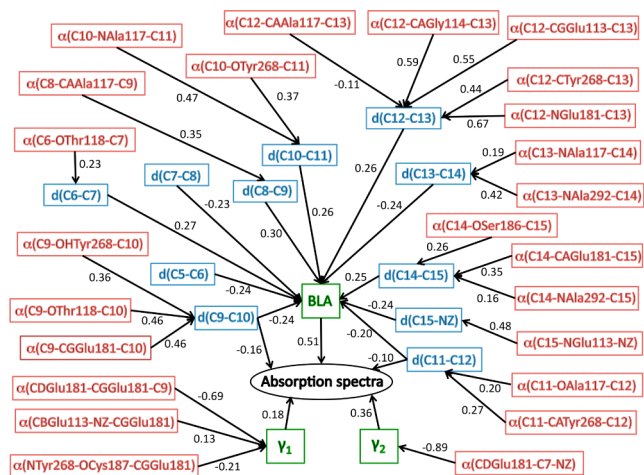 α(C12-CAAla117-C13)
α(C12-CAGly114-C13)
α(C12-CGGlu113-C13)
α(C10-NAla117-C11)
α(C10-OTyr268-C11)
α(C8-CAAla117-C9)
α(C12-CTyr268-C13)
α(C12-NGlu181-C13)
-0.11
0.59
0.55
0.44
0.67
0.47
0.37
d(C12-C13)
α(C6-OThr118-C7)
0.35
0.23
d(C10-C11)
0.26
0.19
α(C13-NAla117-C14)
d(C7-C8)
d(C6-C7)
d(C8-C9)
d(C13-C14)
0.42
α(C13-NAla292-C14)
-0.23
0.27
0.30
0.26
-0.24
α(C14-OSer186-C15)
α(C9-OHTyr268-C10)
0.26
α(C14-CAGlu181-C15)
0.36
d(C5-C6)
-0.24
BLA
0.25
d(C14-C15)
0.35
0.16
α(C14-NAla292-C15)
α(C9-OThr118-C10)
0.46
d(C9-C10)
-0.24
-0.24
d(C15-NZ)
0.48
α(C15-NGlu113-NZ)
α(C9-CGGlu181-C10)
0.46
-0.16
0.51
-0.20
-0.10
d(C11-C12)
Absorption spectra
0.20
α(C11-OAla117-C12)
α(CDGlu181-CGGlu181-C9)
-0.69
0.27
α(C11-CATyr268-C12)
α(CBGlu113-NZ-CGGlu181)
0.13
0.18
0.36
γ1
γ2
-0.89
α(NTyr268-OCys187-CGGlu181)
-0.21
α(CDGlu181-C7-NZ)